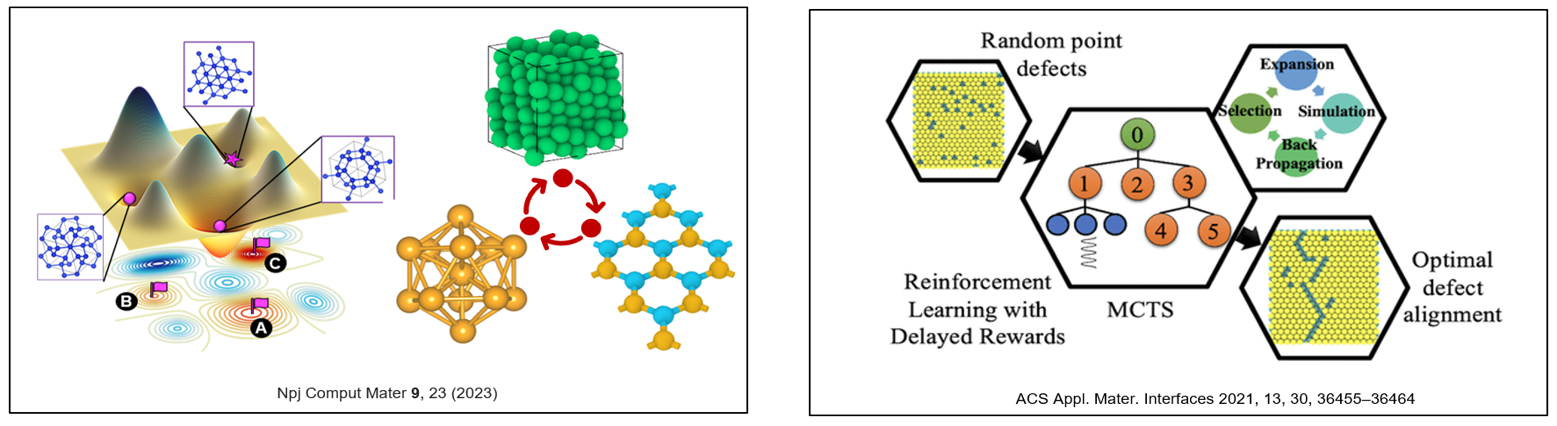 C
B
A
Npj Comput Mater 9, 23 (2023)
Random point
defects
Expansion
Selection
Simulation
Back
Propagation
0
1
2
3
4
5
Reinforcement
Learning with
Delayed Rewards
MCTS
Optimal
defect
alignment
ACS Appl. Mater. Interfaces 2021, 13, 30, 36455–36464